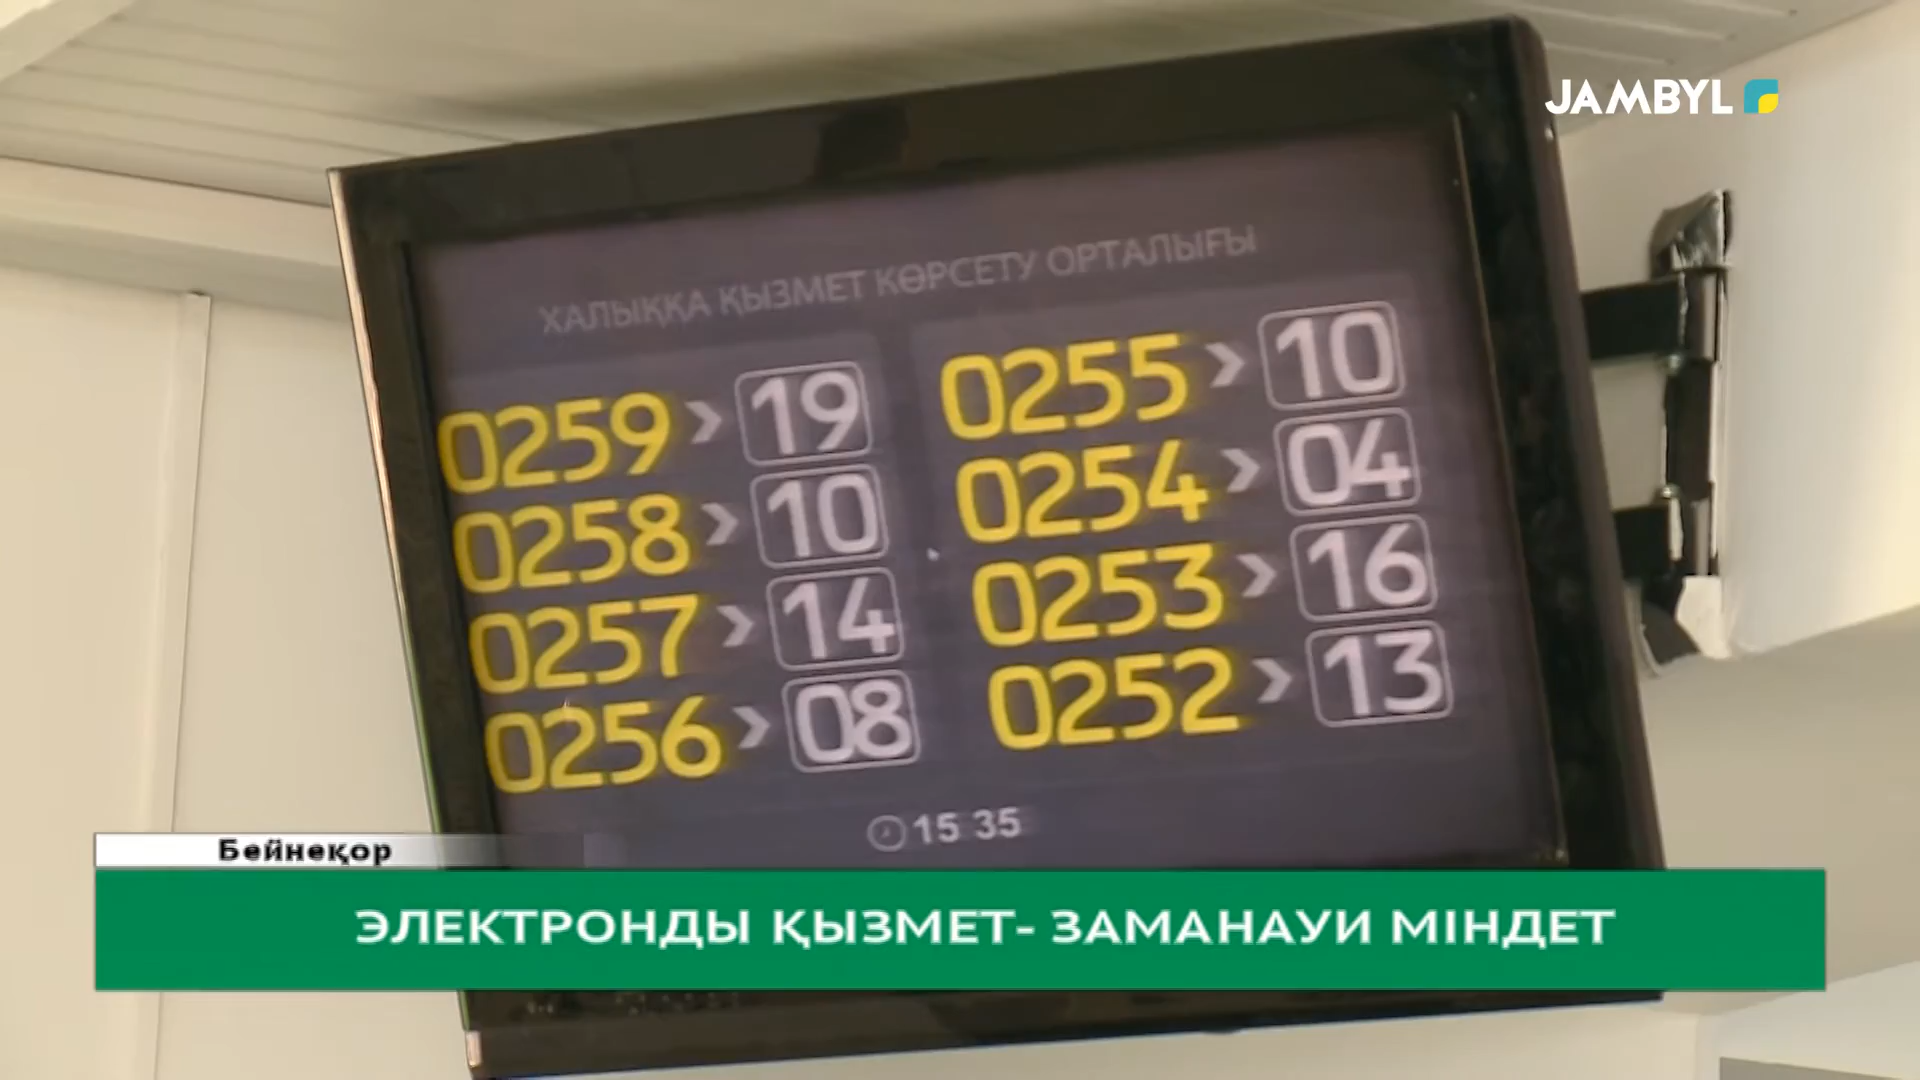 JAMBYL
ХАЛЫҚҚА ҚЫЗМЕТ КӨРСЕТУ ОРТАЛЫҒЫ
0259 > 19
0258 > 10
0257 > 14
0256 > 08
0255 > 10
0254 > 04
0253 > 16
0252 > 13
15 35
Бейнеқор
ЭЛЕКТРОНДЫ ҚЫЗМЕТ- ЗАМАНАУИ МІНДЕТ